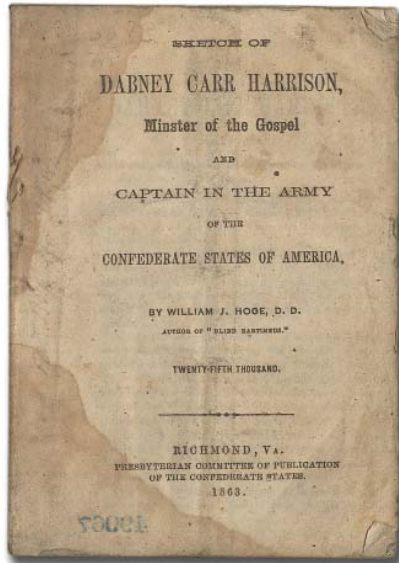 SKETCH OF
DABNEY CARR HARRISON,
Minster of the Gospel
AND
CAPTAIN IN THE ARMY
OF THE
CONFEDERATE STATES OF AMERICA,
BY WILLIAM J. HOGE, D. D.
AUTHOR OF "BLIND BARTIMEUS."
TWENTY-FIFTH THOUSAND.
RICHMOND, VA.
PRESBYTERIAN COMMITTEE OF PUBLICATION
OF THE CONFEDERATE STATES.
1863.